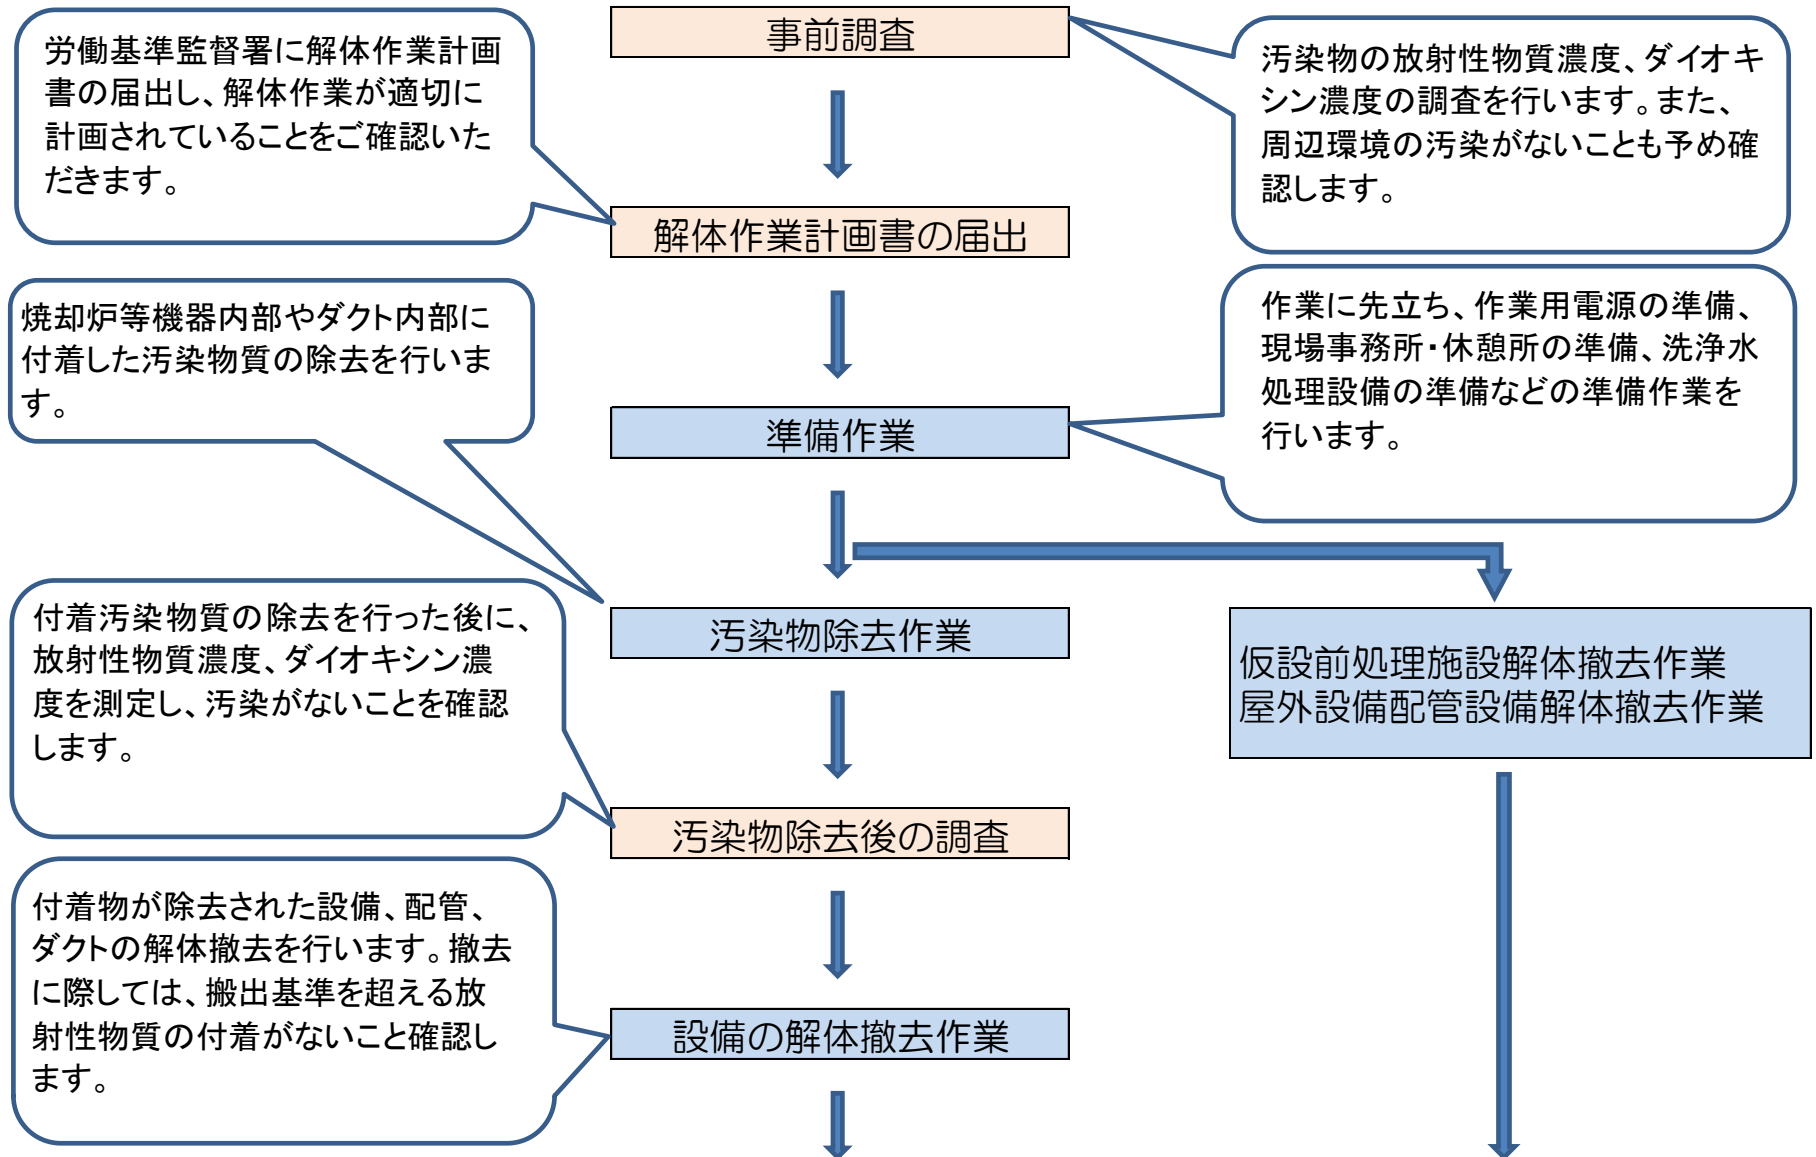 事前調査
労働基準監督署に解体作業計画
書の届出し、解体作業が適切に
計画されていることをご確認いた
だきます。
汚染物の放射性物質濃度、ダイオキ
シン濃度の調査を行います。また、
周辺環境の汚染がないことも予め確
認します。
解体作業計画書の届出
焼却炉等機器内部やダクト内部に
付着した汚染物質の除去を行いま
す。
作業に先立ち、作業用電源の準備、
現場事務所・休憩所の準備、洗浄水
処理設備の準備などの準備作業を
行います。
準備作業
汚染物除去作業
仮設前処理施設解体撤去作業
屋外設備配管設備解体撤去作業
付着汚染物質の除去を行った後に、
放射性物質濃度、ダイオキシン濃
度を測定し、汚染がないことを確認
します。
汚染物除去後の調査
付着物が除去された設備、配管、
ダクトの解体撤去を行います。撤去
に際しては、搬出基準を超える放
射性物質の付着がないこと確認し
ます。
設備の解体撤去作業